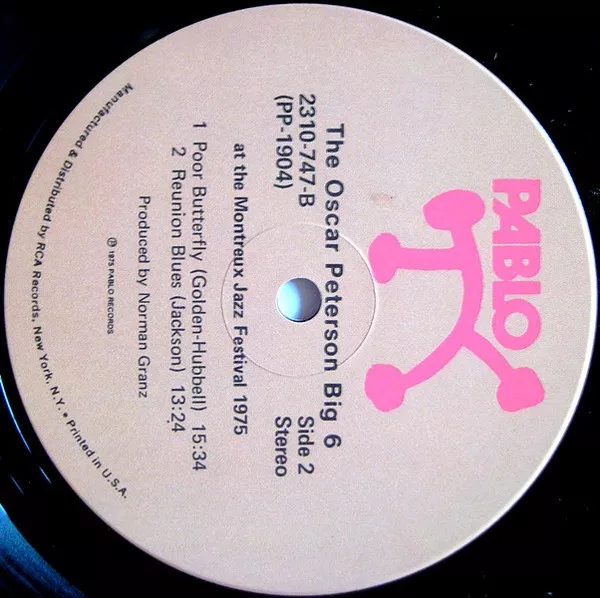 PABLO
The Oscar Peterson Big 6
2310-747-B Side 2
(PP-1904) Stereo
at the Montreux Jazz Festival 1975
1 Poor Butterfly (Golden-Hubbell) 15:34
2 Reunion Blues (Jackson) 13:24
Produced by Norman Granz
℗ 1975 PABLO RECORDS
Manufactured & Distributed by RCA Records, New York, N.Y. • Printed in U.S.A.